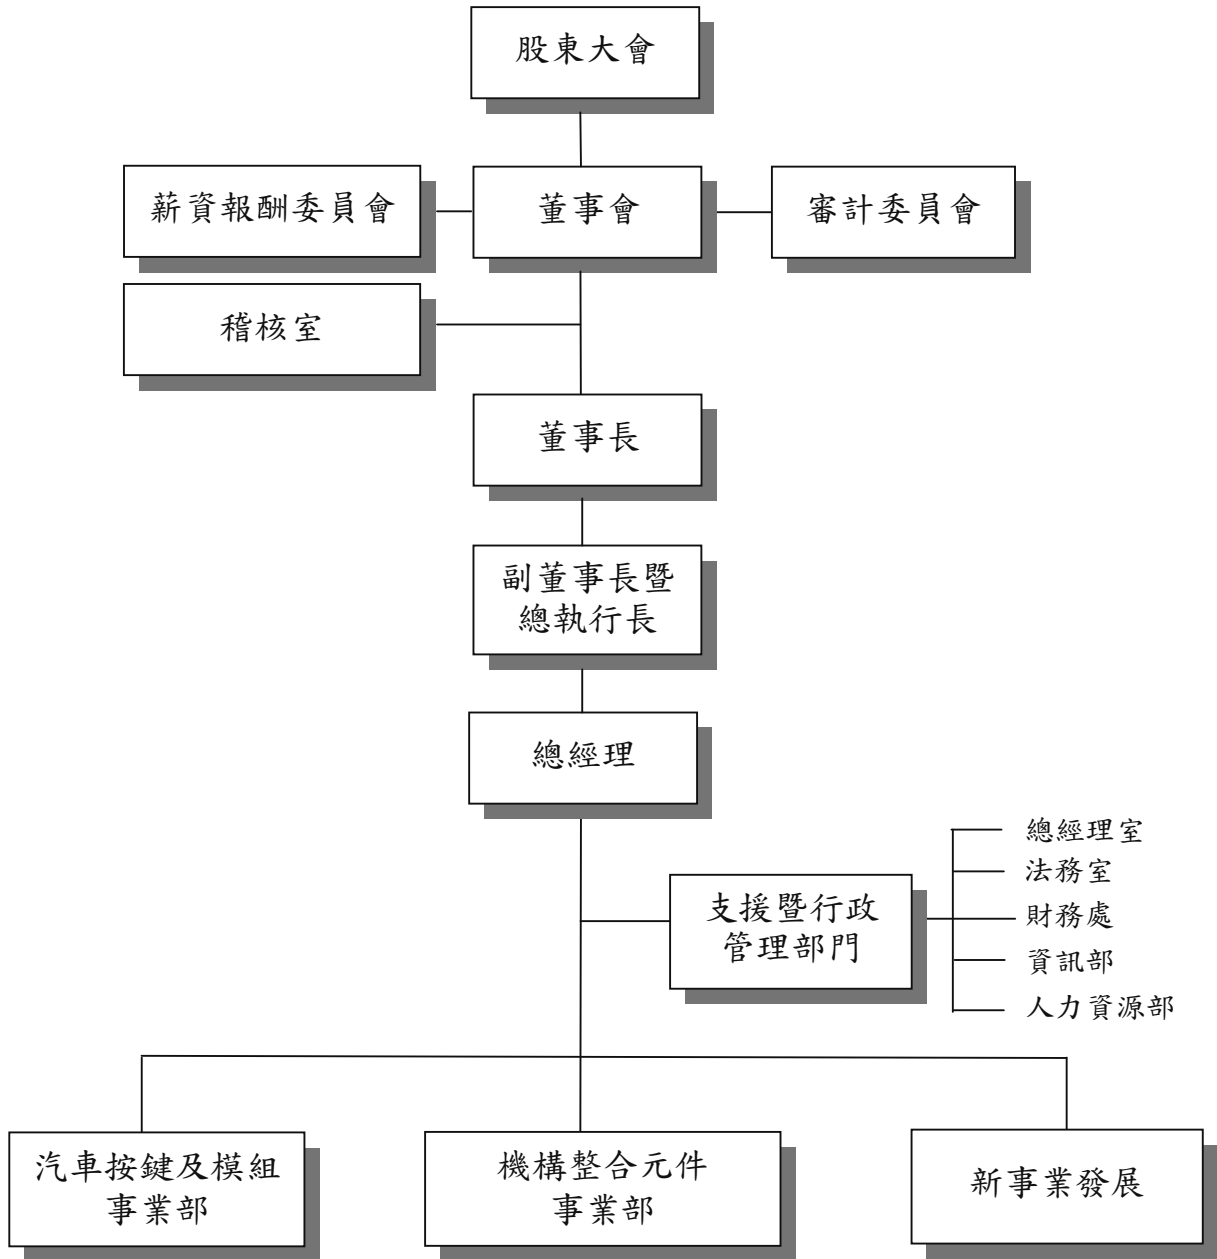 股東大會
薪資報酬委員會
董事會
審計委員會
稽核室
董事長
副董事長暨
總執行長
總經理
支援暨行政
管理部門
總經理室
法務室
財務處
資訊部
人力資源部
汽車按鍵及模組
事業部
機構整合元件
事業部
新事業發展